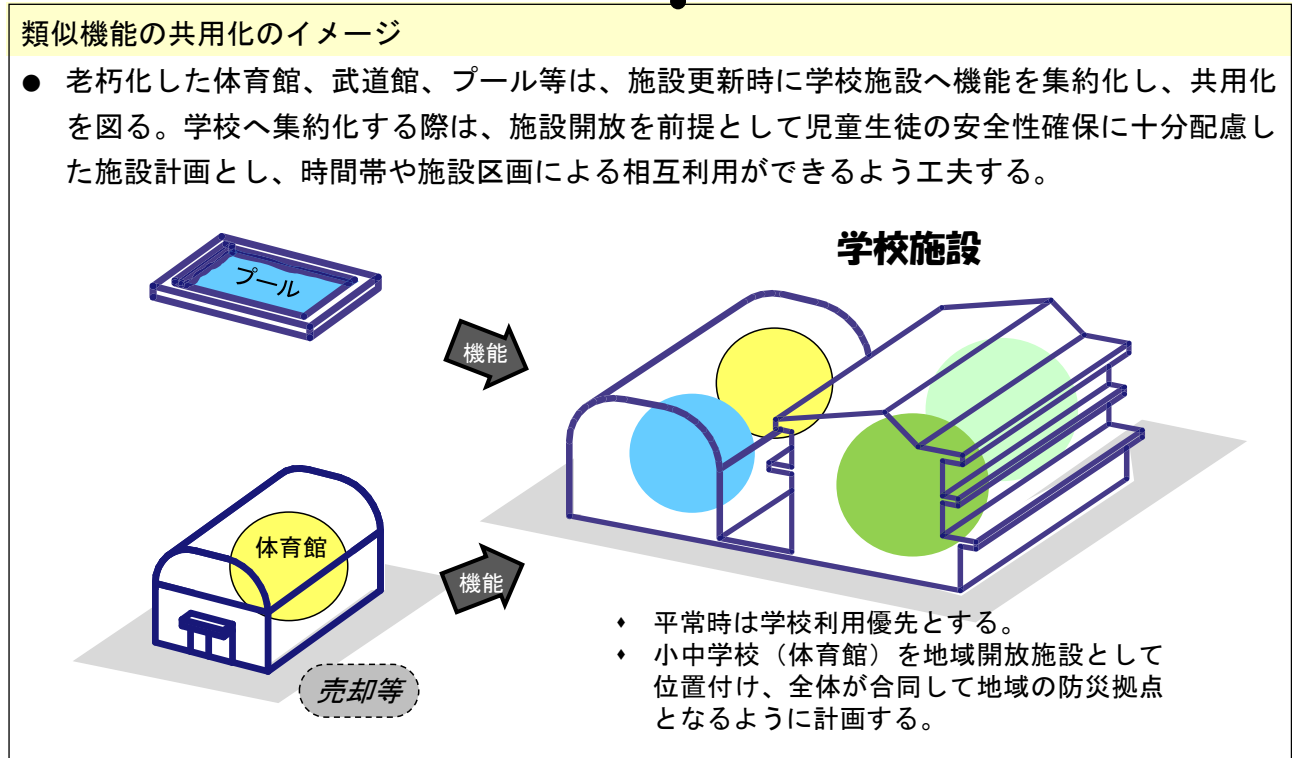 類似機能の共用化のイメージ
● 老朽化した体育館、武道館、プール等は、施設更新時に学校施設へ機能を集約化し、共用化
を図る。学校へ集約化する際は、施設開放を前提として児童生徒の安全性確保に十分配慮し
た施設計画とし、時間帯や施設区画による相互利用ができるよう工夫する。
学校施設
プール
機能
体育館
機能
売却等
⬧ 平常時は学校利用優先とする。
⬧ 小中学校（体育館）を地域開放施設として
位置付け、全体が合同して地域の防災拠点
となるように計画する。